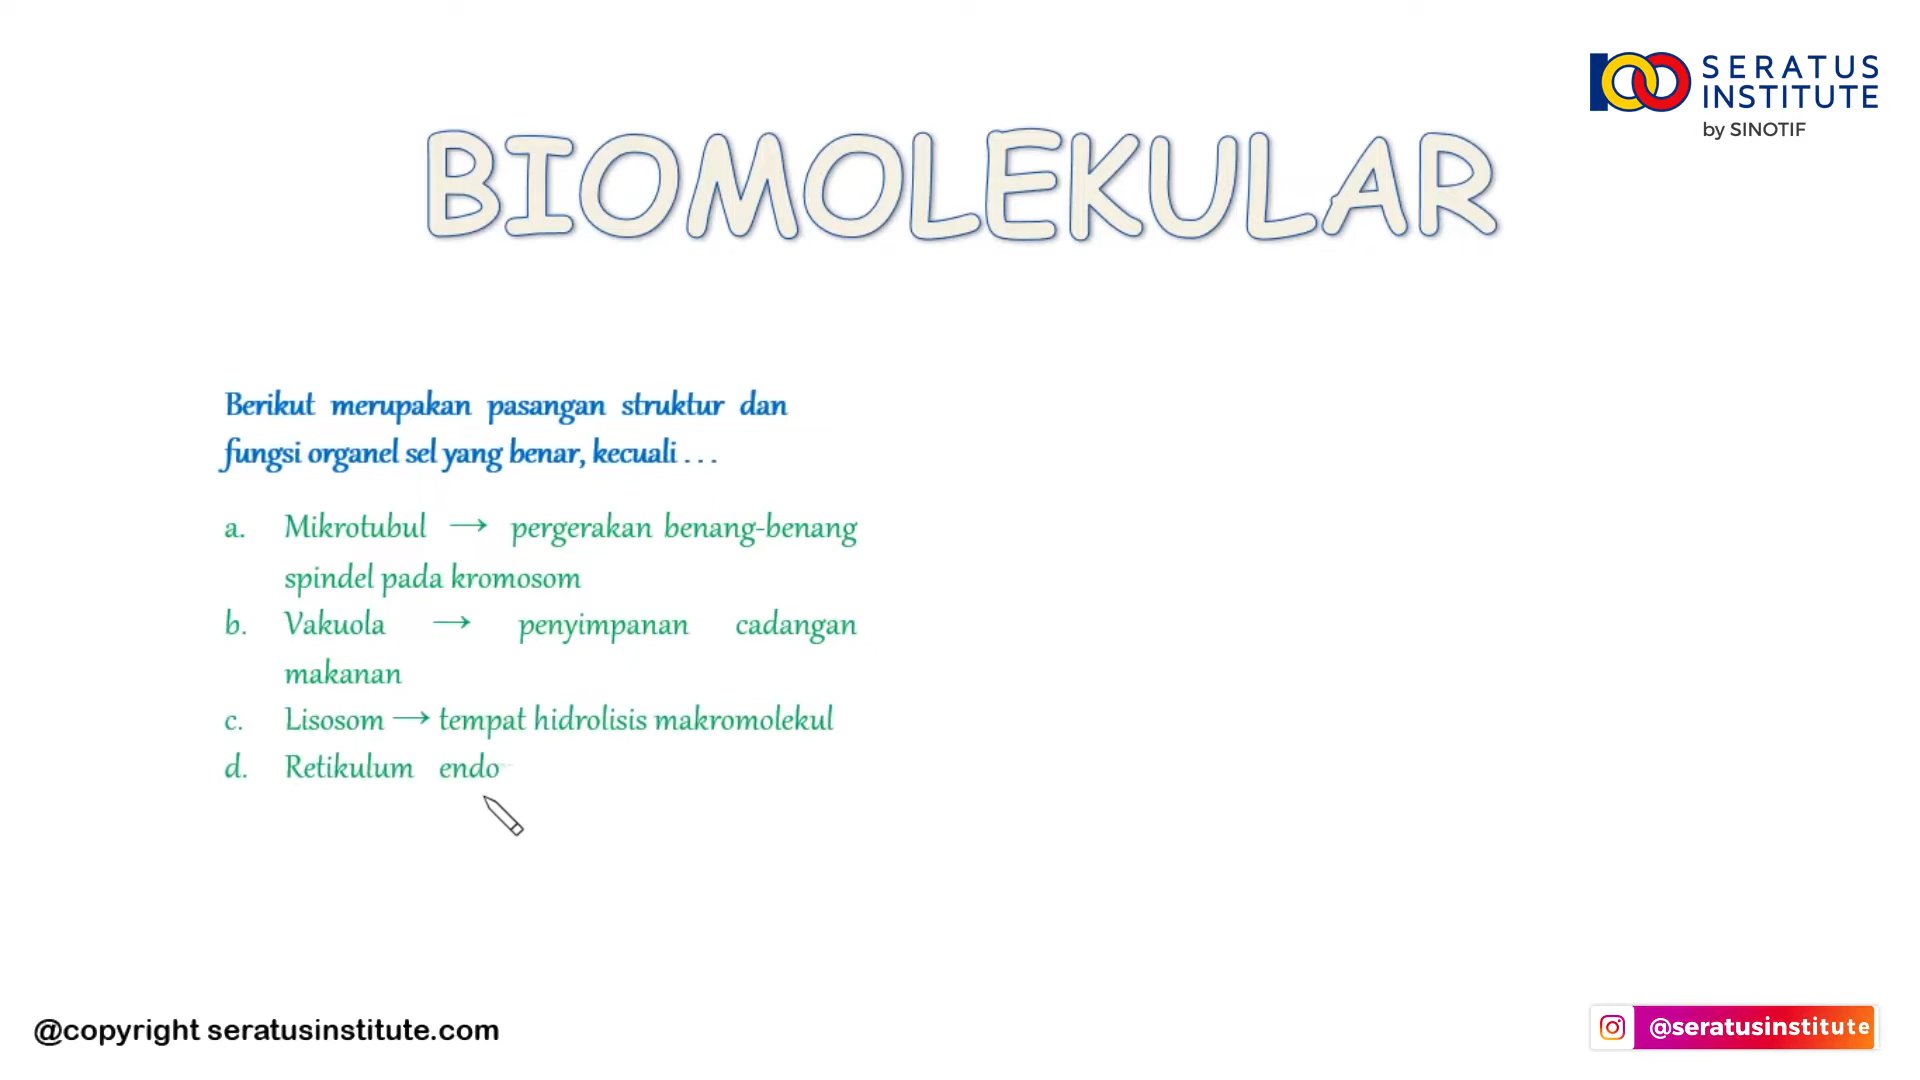 SERATUS
INSTITUTE
by SINOTIF
BIOMOLEKULAR
Berikut merupakan pasangan struktur dan
fungsi organel sel yang benar, kecuali . . .
a. Mikrotubul → pergerakan benang-benang
spindel pada kromosom
b. Vakuola → penyimpanan cadangan
makanan
c. Lisosom → tempat hidrolisis makromolekul
d. Retikulum endo
@copyright seratusinstitute.com
@seratusinstitute